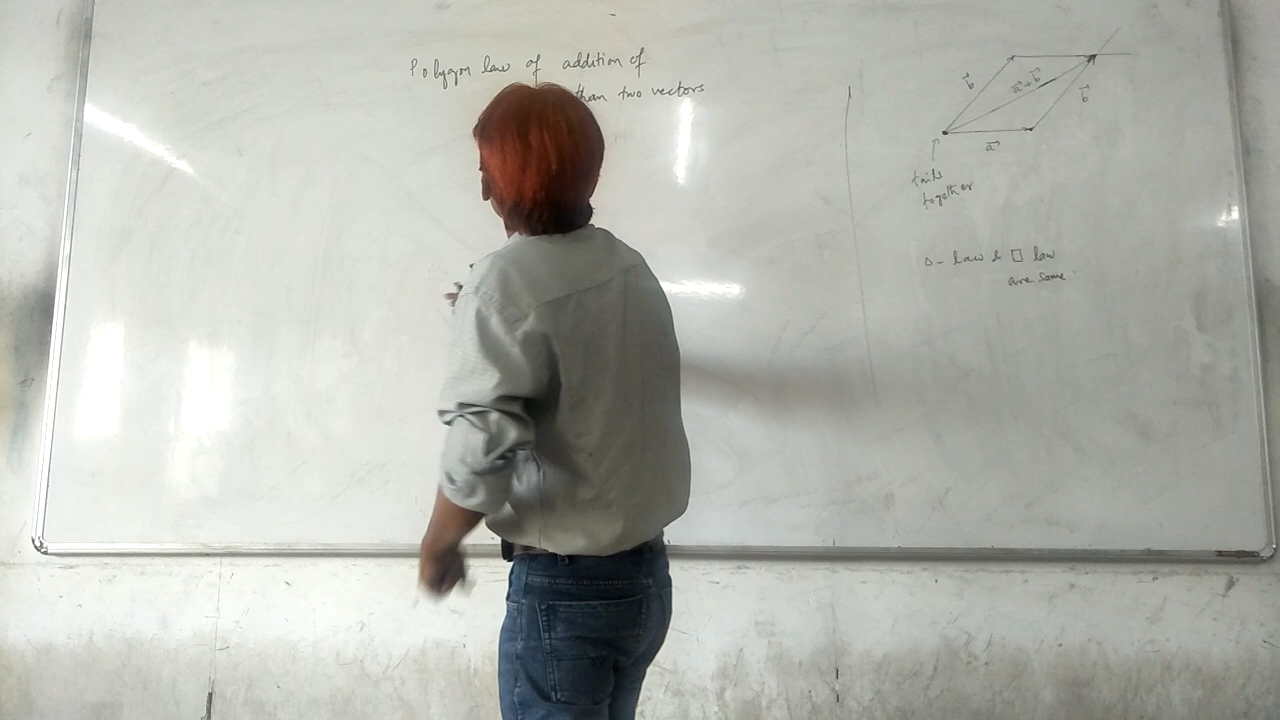 Polygon law of addition of
than two vectors
b
a + b
b
a
tails
together
Δ - law & □ law
are same